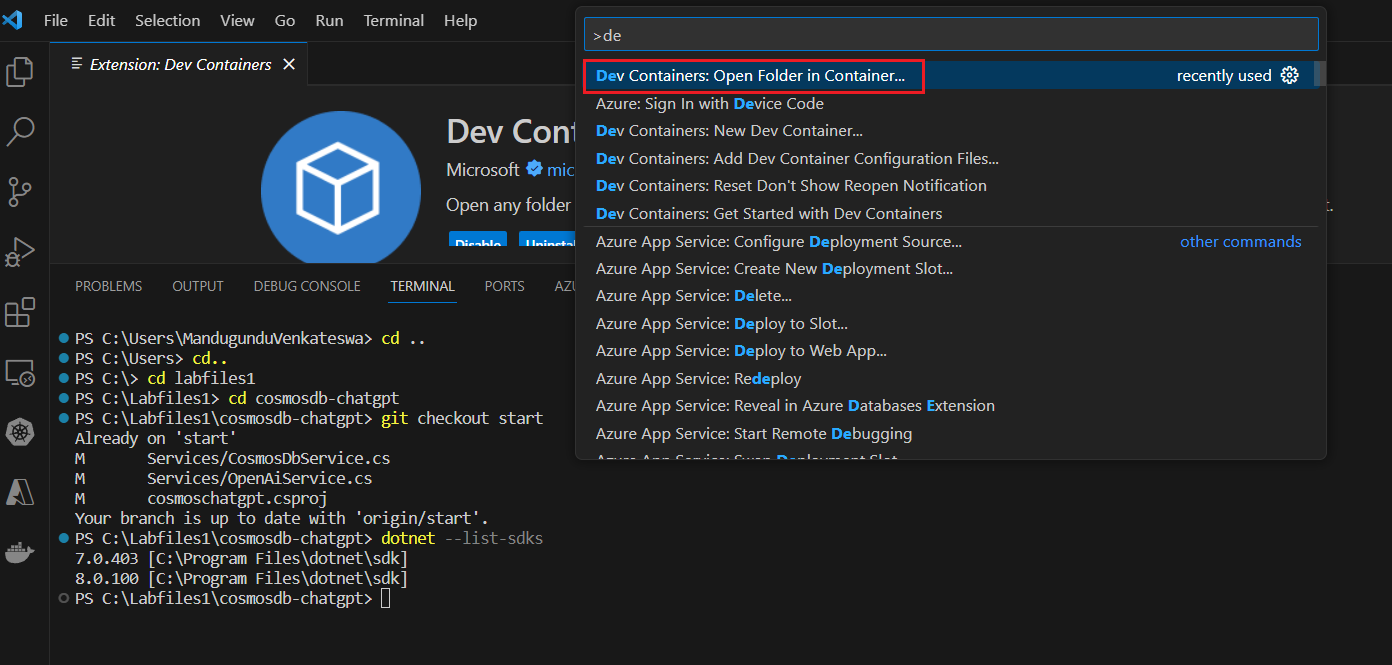 File Edit Selection View Go Run Terminal Help
>de
Extension: Dev Containers
Dev Containers: Open Folder in Container... recently used
Azure: Sign In with Device Code
Dev Containers: New Dev Container...
Dev Containers: Add Dev Container Configuration Files...
Dev Containers: Reset Don't Show Reopen Notification
Dev Containers: Get Started with Dev Containers
Azure App Service: Configure Deployment Source... other commands
Azure App Service: Create New Deployment Slot...
Azure App Service: Delete...
Azure App Service: Deploy to Slot...
Azure App Service: Deploy to Web App...
Azure App Service: Redeploy
Azure App Service: Reveal in Azure Databases Extension
Azure App Service: Start Remote Debugging
Azure App Service: Swap Deployment Slot
Dev Cont
Microsoft mic
Open any folder
t.
Disable Uninstal
PROBLEMS OUTPUT DEBUG CONSOLE TERMINAL PORTS AZU
PS C:\Users\MandugunduVenkateswa> cd ..
PS C:\Users> cd..
PS C:\> cd labfiles1
PS C:\Labfiles1> cd cosmosdb-chatgpt
PS C:\Labfiles1\cosmosdb-chatgpt> git checkout start
Already on 'start'
M Services/CosmosDbService.cs
M Services/OpenAiService.cs
M cosmoschatgpt.csproj
Your branch is up to date with 'origin/start'.
PS C:\Labfiles1\cosmosdb-chatgpt> dotnet --list-sdks
7.0.403 [C:\Program Files\dotnet\sdk]
8.0.100 [C:\Program Files\dotnet\sdk]
PS C:\Labfiles1\cosmosdb-chatgpt>